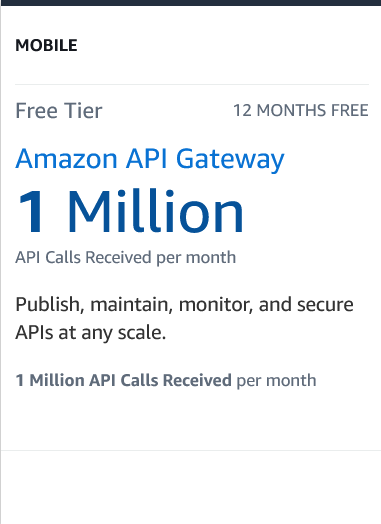 MOBILE
Free Tier 12 MONTHS FREE
Amazon API Gateway
1 Million
API Calls Received per month
Publish, maintain, monitor, and secure
APIs at any scale.
1 Million API Calls Received per month